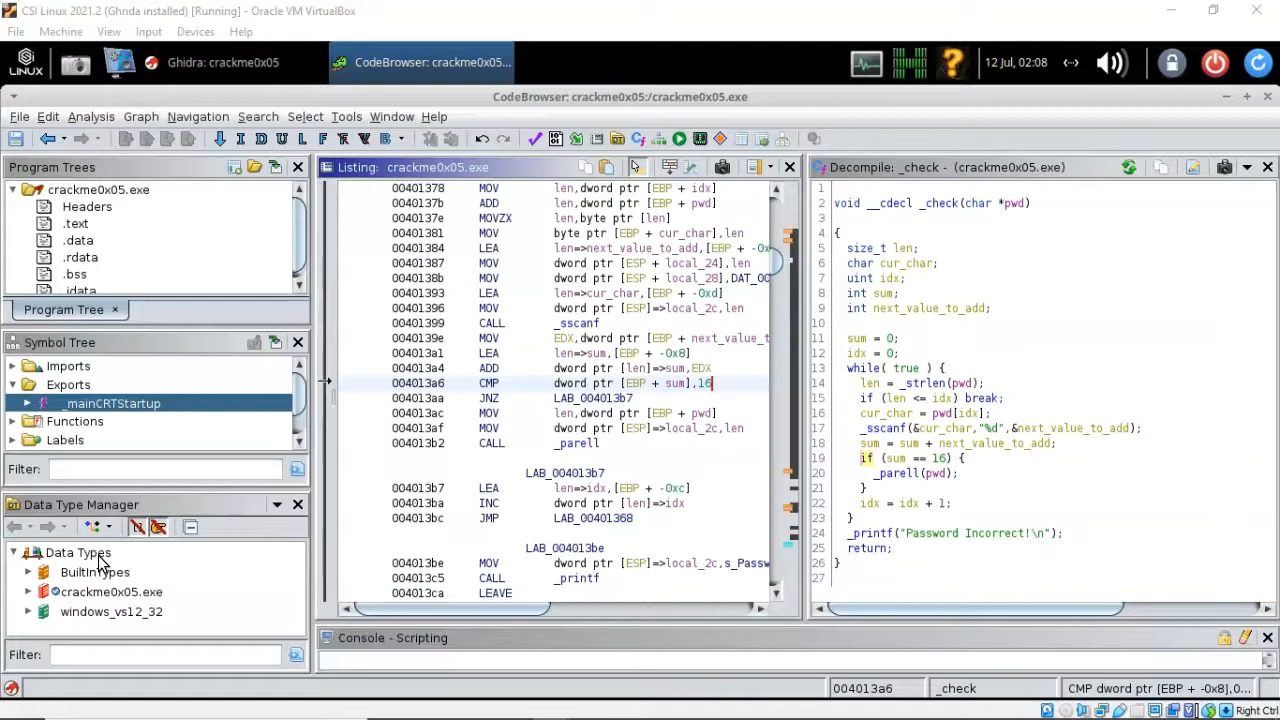 CSI Linux 2021.2 (Ghidra installed) [Running] - Oracle VM VirtualBox
File Machine View Input Devices Help
LINUX
Ghidra: crackme0x05
CodeBrowser: crackme0x05...
12 Jul, 02:08
CodeBrowser: crackme0x05:/crackme0x05.exe
File Edit Analysis Graph Navigation Search Select Tools Window Help
I D U L F V B
Program Trees
crackme0x05.exe
Headers
.text
.data
.rdata
.bss
.idata
Program Tree ×
Symbol Tree
Imports
Exports
_mainCRTStartup
Functions
Labels
Filter:
Data Type Manager
Data Types
BuiltInTypes
crackme0x05.exe
windows_vs12_32
Filter:
Listing: crackme0x05.exe
00401378 MOV len,dword ptr [EBP + idx]
0040137b ADD len,dword ptr [EBP + pwd]
0040137e MOVZX len,byte ptr [len]
00401381 MOV byte ptr [EBP + cur_char],len
00401384 LEA len=>next_value_to_add,[EBP + -0x
00401387 MOV dword ptr [ESP + local_24],len
0040138b MOV dword ptr [ESP + local_28],DAT_00
00401393 LEA len=>cur_char,[EBP + -0xd]
00401396 MOV dword ptr [ESP]=>local_2c,len
00401399 CALL _sscanf
0040139e MOV EDX,dword ptr [EBP + next_value_t
004013a1 LEA len=>sum,[EBP + -0x8]
004013a4 ADD dword ptr [len]=>sum,EDX
004013a6 CMP dword ptr [EBP + sum],16
004013aa JNZ LAB_004013b7
004013ac MOV len,dword ptr [EBP + pwd]
004013af MOV dword ptr [ESP]=>local_2c,len
004013b2 CALL _parell
LAB_004013b7
004013b7 LEA len=>idx,[EBP + -0xc]
004013ba INC dword ptr [len]=>idx
004013bc JMP LAB_00401368
LAB_004013be
004013be MOV dword ptr [ESP]=>local_2c,s_Passw
004013c5 CALL _printf
004013ca LEAVE
Decompile: _check - (crackme0x05.exe)
1
2 void __cdecl _check(char *pwd)
3
4 {
5 size_t len;
6 char cur_char;
7 uint idx;
8 int sum;
9 int next_value_to_add;
10
11 sum = 0;
12 idx = 0;
13 while( true ) {
14 len = _strlen(pwd);
15 if (len <= idx) break;
16 cur_char = pwd[idx];
17 _sscanf(&cur_char,"%d",&next_value_to_add);
18 sum = sum + next_value_to_add;
19 if (sum == 16) {
20 _parell(pwd);
21 }
22 idx = idx + 1;
23 }
24 _printf("Password Incorrect!\n");
25 return;
26 }
27
Console - Scripting
004013a6 _check CMP dword ptr [EBP + -0x8],0...
Right Ctrl